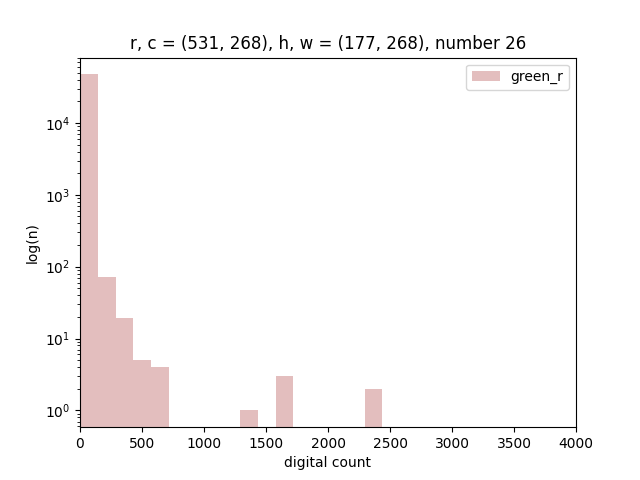 r, c = (531, 268), h, w = (177, 268), number 26
green_r
log(n)
10^4
10^3
10^2
10^1
10^0
0 500 1000 1500 2000 2500 3000 3500 4000
digital count